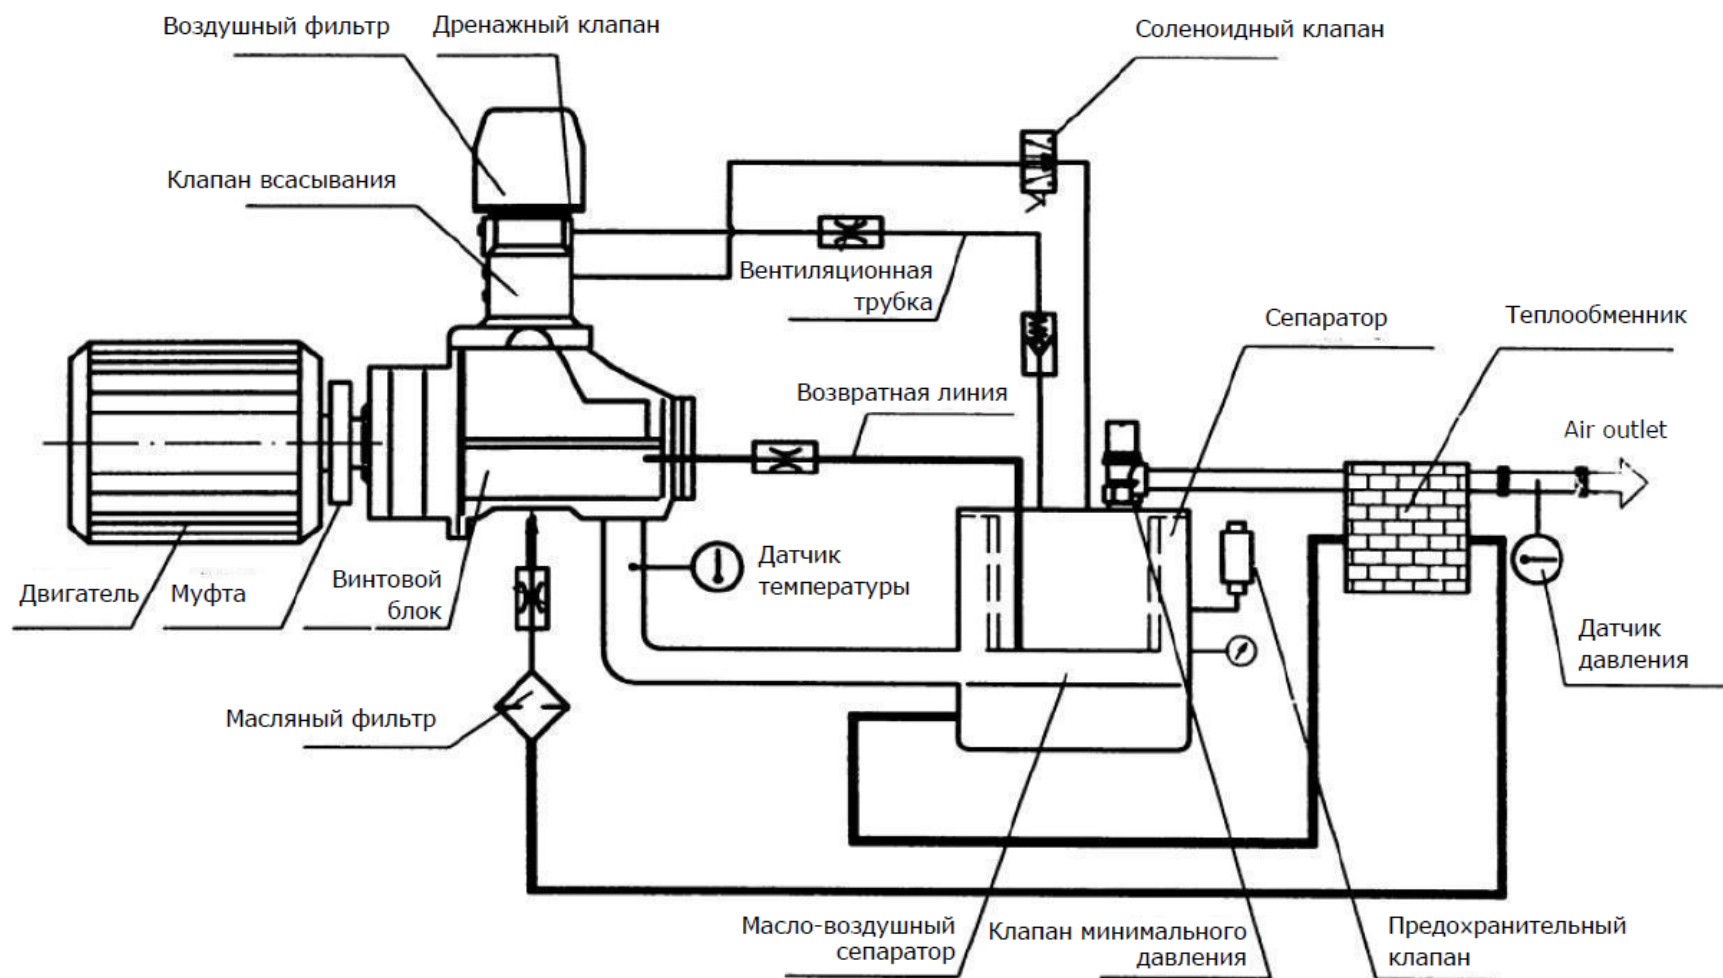 Воздушный фильтр
Дренажный клапан
Соленоидный клапан
Клапан всасывания
Вентиляционная
трубка
Сепаратор
Теплообменник
Возвратная линия
Air outlet
Датчик
температуры
Двигатель
Муфта
Винтовой
блок
Датчик
давления
Масляный фильтр
Масло-воздушный
сепаратор
Клапан минимального
давления
Предохранительный
клапан